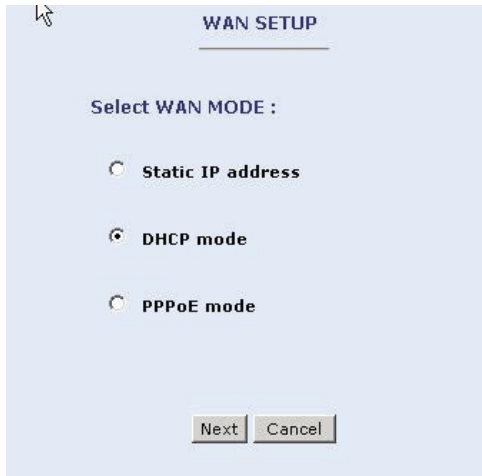 WAN SETUP
Select WAN MODE :
Static IP address
DHCP mode
PPPoE mode
Next Cancel